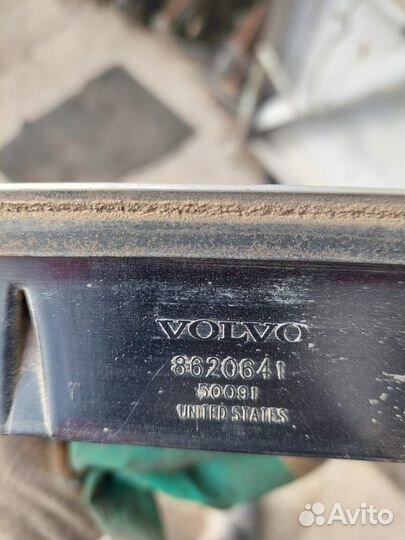 VOLVO
8620641
50091
UNITED STATES
Avito